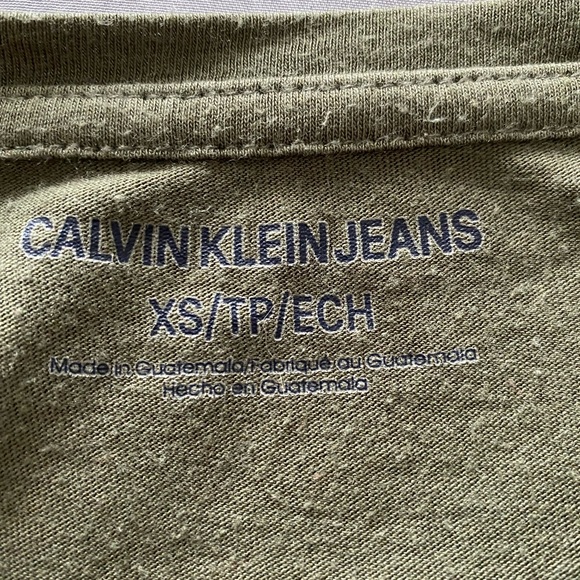 CALVIN KLEIN JEANS
XS/TP/ECH
Made in Guatemala/Fabriqué au Guatemala
Hecho en Guatemala